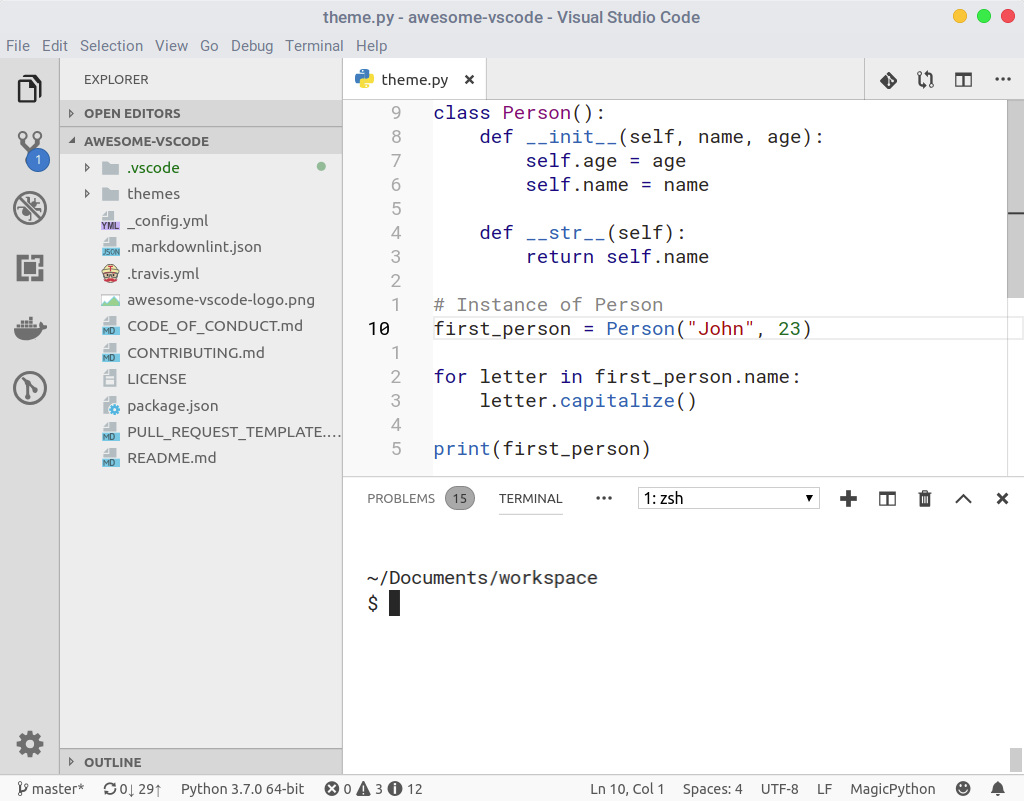 theme.py - awesome-vscode - Visual Studio Code
File Edit Selection View Go Debug Terminal Help
EXPLORER
OPEN EDITORS
AWESOME-VSCODE
.vscode
themes
YML _config.yml
JSON .markdownlint.json
.travis.yml
awesome-vscode-logo.png
MD CODE_OF_CONDUCT.md
MD CONTRIBUTING.md
LICENSE
package.json
MD PULL_REQUEST_TEMPLATE....
MD README.md
OUTLINE
1
theme.py
9 class Person():
8     def __init__(self, name, age):
7         self.age = age
6         self.name = name
5
4     def __str__(self):
3         return self.name
2
1 # Instance of Person
10 first_person = Person("John", 23)
1
2 for letter in first_person.name:
3     letter.capitalize()
4
5 print(first_person)
PROBLEMS 15 TERMINAL ••• 1: zsh
~/Documents/workspace
$
master* 0↓ 29↑ Python 3.7.0 64-bit 0 3 12 Ln 10, Col 1 Spaces: 4 UTF-8 LF MagicPython